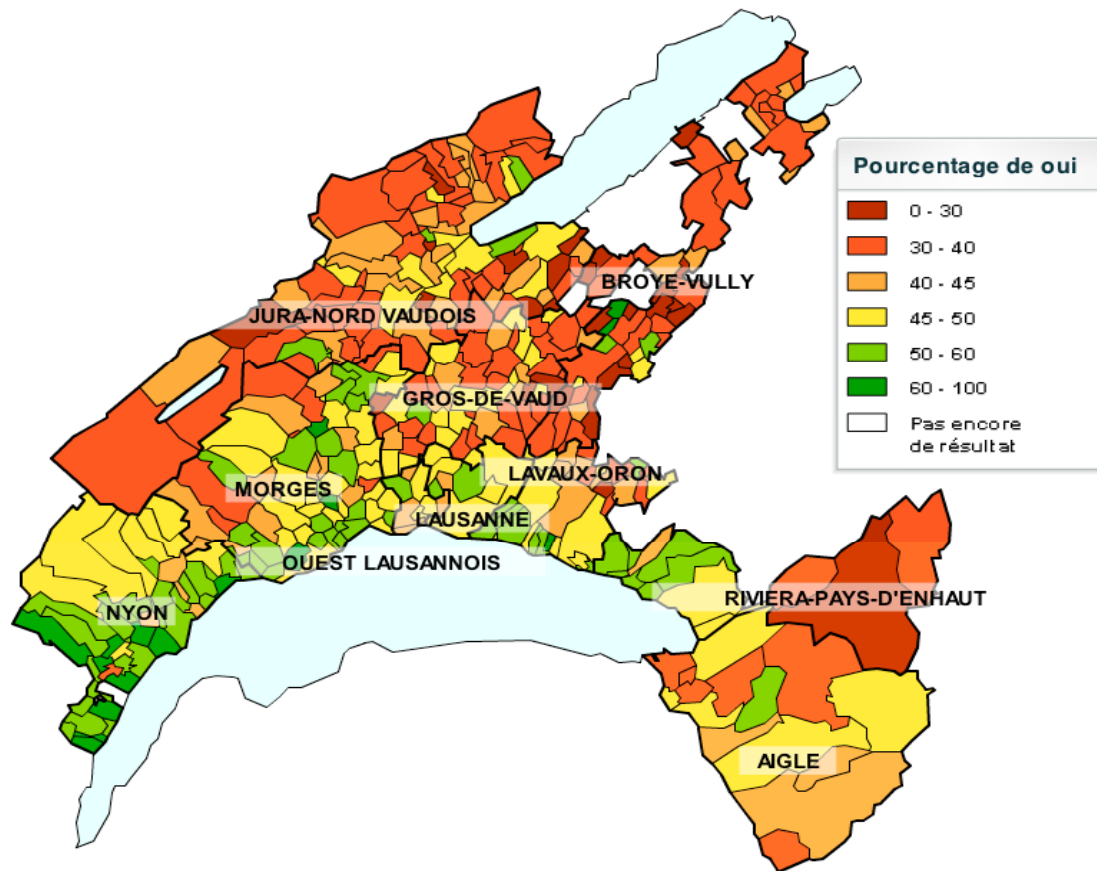 BROYE-VULLY
JURA-NORD VAUDOIS
GROS-DE-VAUD
LAVAUX-ORON
MORGES
LAUSANNE
OUEST LAUSANNOIS
NYON
RIVIERA-PAYS-D'ENHAUT
AIGLE
Pourcentage de oui
0 - 30
30 - 40
40 - 45
45 - 50
50 - 60
60 - 100
Pas encore
de résultat